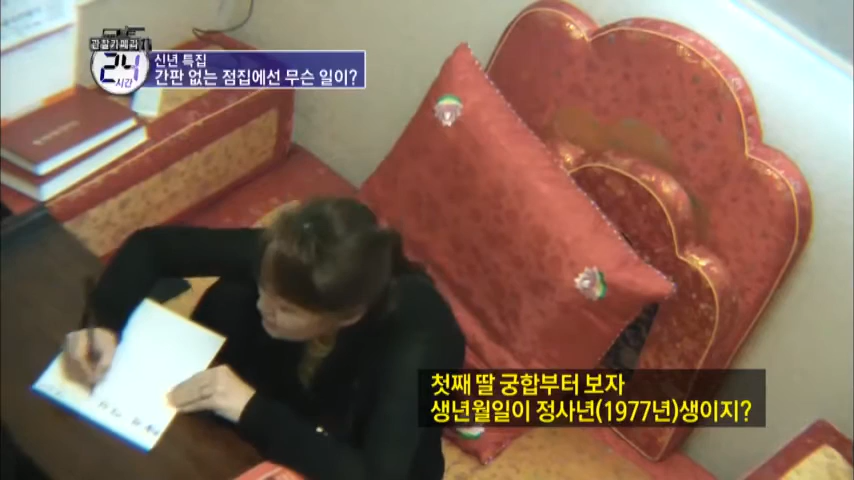 관찰카메라
24
시간
신년 특집
간판 없는 점집에선 무슨 일이?
첫째 딸 궁합부터 보자
생년월일이 정사년(1977년)생이지?